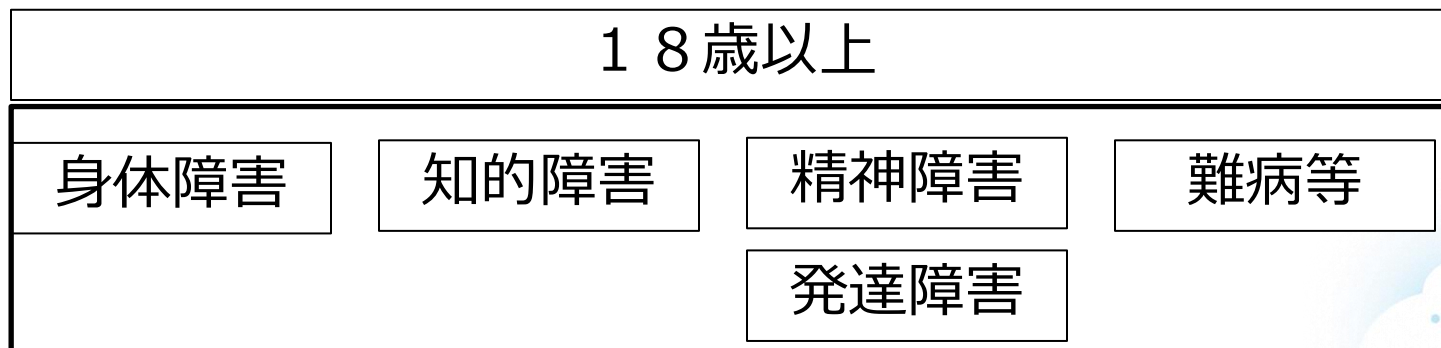 １８歳以上
身体障害
知的障害
精神障害
難病等
発達障害